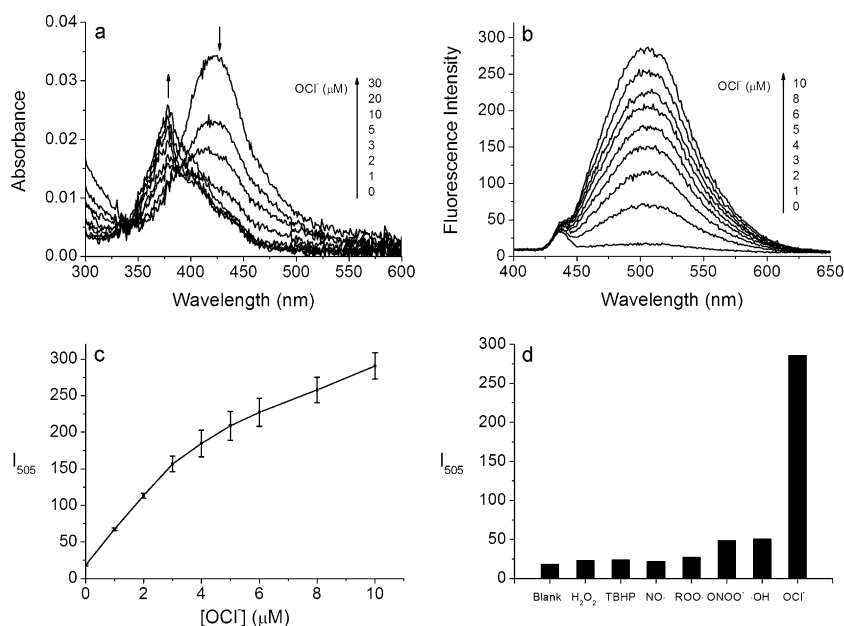 a
OCl⁻ (μM)
30
20
10
5
3
2
1
0
0.04
0.03
0.02
0.01
0.00
Absorbance
300 350 400 450 500 550 600
Wavelength (nm)
b
OCl⁻ (μM)
10
8
6
5
4
3
2
1
0
300
250
200
150
100
50
0
Fluorescence Intensity
400 450 500 550 600 650
Wavelength (nm)
c
300
250
200
150
100
50
0
I₅₀₅
0 2 4 6 8 10
[OCl⁻] (μM)
d
300
250
200
150
100
50
0
I₅₀₅
Blank H₂O₂ TBHP NO· ROO· ONOO⁻ ·OH OCl⁻